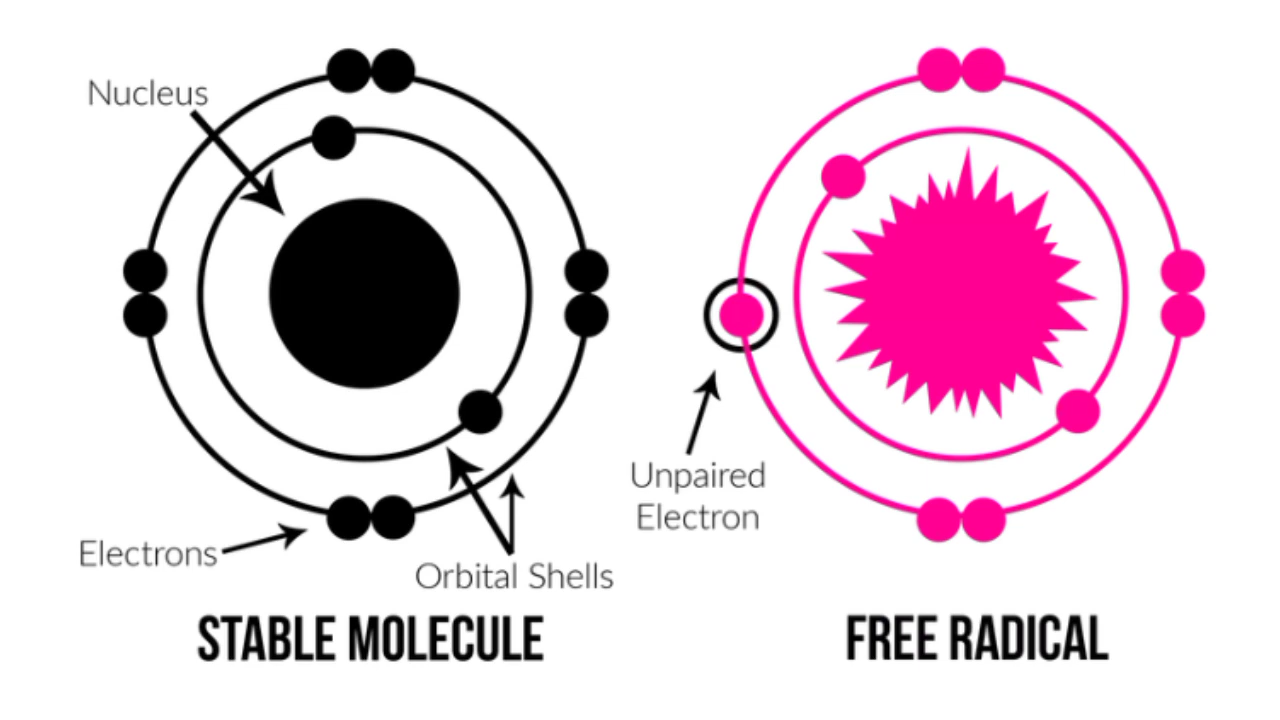 Nucleus
Unpaired
Electron
Electrons
Orbital Shells
STABLE MOLECULE
FREE RADICAL